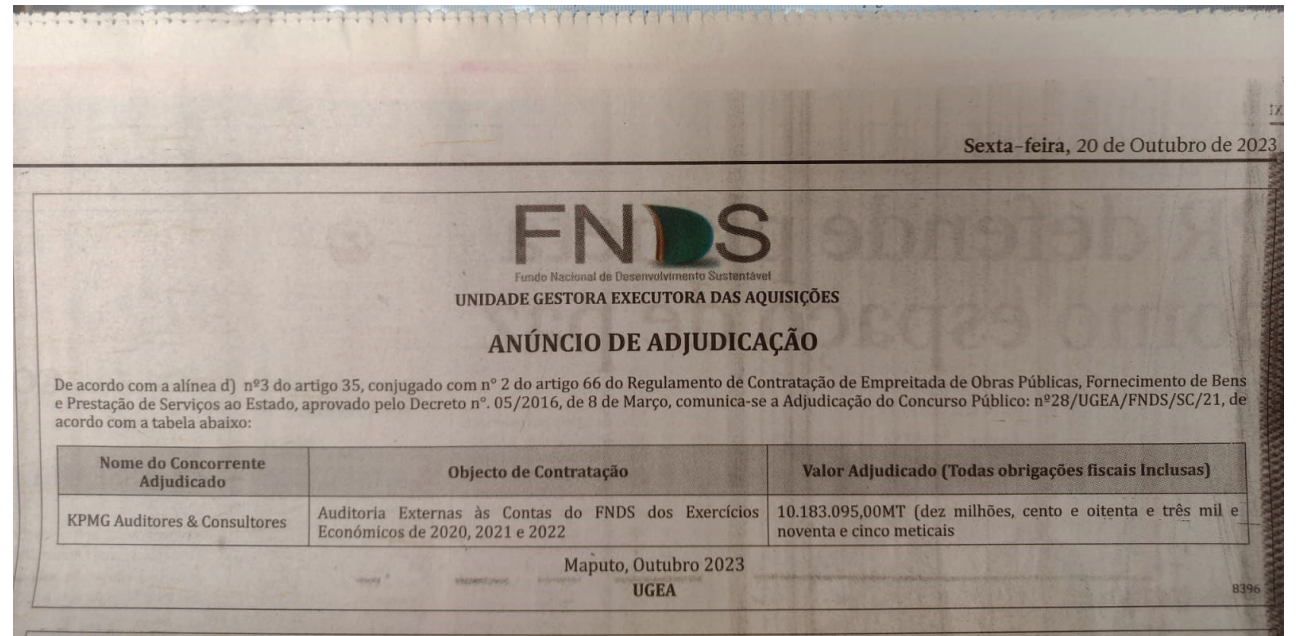 Sexta-feira, 20 de Outubro de 2023
FNDS
Fundo Nacional de Desenvolvimento Sustentável
UNIDADE GESTORA EXECUTORA DAS AQUISIÇÕES
ANÚNCIO DE ADJUDICAÇÃO
De acordo com a alínea d) nº3 do artigo 35, conjugado com n° 2 do artigo 66 do Regulamento de Contratação de Empreitada de Obras Públicas, Fornecimento de Bens
e Prestação de Serviços ao Estado, aprovado pelo Decreto nº. 05/2016, de 8 de Março, comunica-se a Adjudicação do Concurso Público: nº28/UGEA/FNDS/SC/21, de
acordo com a tabela abaixo:
Nome do Concorrente
Adjudicado
Objecto de Contratação
Valor Adjudicado (Todas obrigações fiscais Inclusas)
KPMG Auditores & Consultores
Auditoria Externas às Contas do FNDS dos Exercícios
Económicos de 2020, 2021 e 2022
10.183.095,00MT (dez milhões, cento e oitenta e três mil e
noventa e cinco meticais
Maputo, Outubro 2023
UGEA
8396